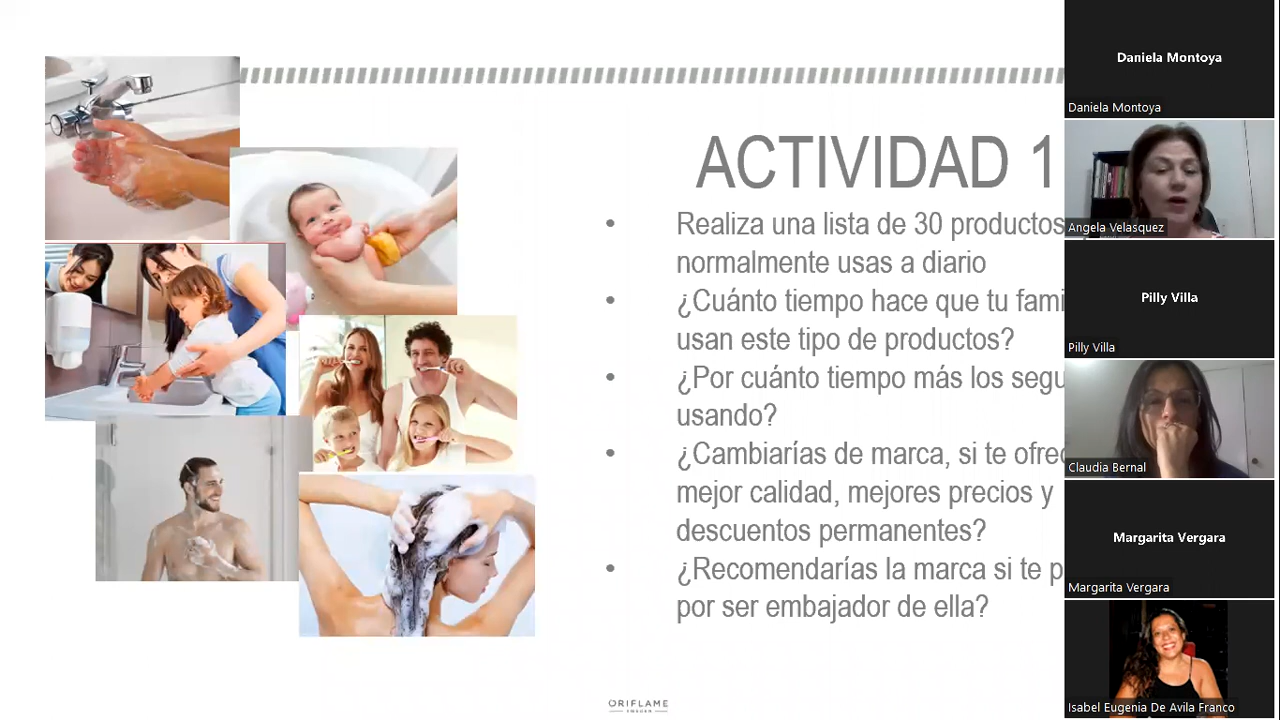 ACTIVIDAD 1
• Realiza una lista de 30 productos
normalmente usas a diario
• ¿Cuánto tiempo hace que tu fami
usan este tipo de productos?
• ¿Por cuánto tiempo más los segu
usando?
• ¿Cambiarías de marca, si te ofrec
mejor calidad, mejores precios y
descuentos permanentes?
• ¿Recomendarías la marca si te p
por ser embajador de ella?
ORIFLAME
SWEDEN
Daniela Montoya
Daniela Montoya
Angela Velasquez
Pilly Villa
Pilly Villa
Claudia Bernal
Margarita Vergara
Margarita Vergara
Isabel Eugenia De Avila Franco